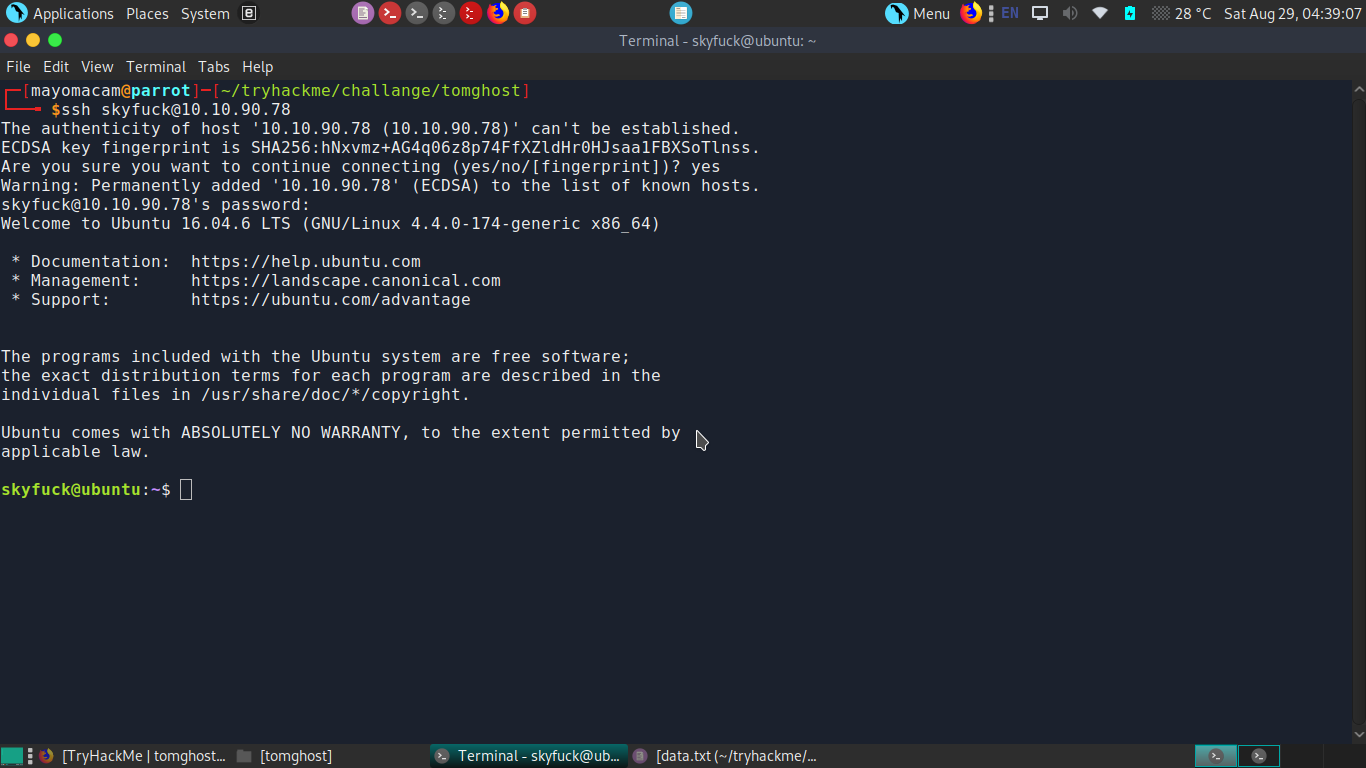 Applications Places System Menu EN 28 °C Sat Aug 29, 04:39:07
Terminal - skyfuck@ubuntu: ~
File Edit View Terminal Tabs Help
┌─[mayomacam@parrot]─[~/tryhackme/challange/tomghost]
└──╼ $ssh skyfuck@10.10.90.78
The authenticity of host '10.10.90.78 (10.10.90.78)' can't be established.
ECDSA key fingerprint is SHA256:hNxvmz+AG4q06z8p74FfXZldHr0HJsaa1FBXSoTlnss.
Are you sure you want to continue connecting (yes/no/[fingerprint])? yes
Warning: Permanently added '10.10.90.78' (ECDSA) to the list of known hosts.
skyfuck@10.10.90.78's password:
Welcome to Ubuntu 16.04.6 LTS (GNU/Linux 4.4.0-174-generic x86_64)
* Documentation:  https://help.ubuntu.com
* Management:     https://landscape.canonical.com
* Support:        https://ubuntu.com/advantage
The programs included with the Ubuntu system are free software;
the exact distribution terms for each program are described in the
individual files in /usr/share/doc/*/copyright.
Ubuntu comes with ABSOLUTELY NO WARRANTY, to the extent permitted by
applicable law.
skyfuck@ubuntu:~$
[TryHackMe | tomghost... [tomghost] Terminal - skyfuck@ub... [data.txt (~/tryhackme/...